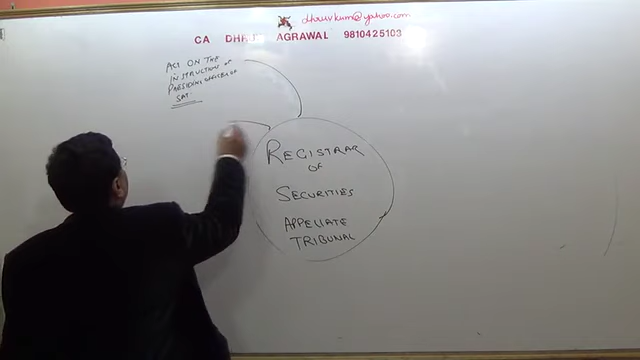 dhruvkum@yahoo.com
CA DHRUV AGRAWAL 9810425103
ACT ON THE
INSTRUCTION OF
PRESIDING OFFICER OF
SAT.
REGISTRAR
OF
SECURITIES
APPELLATE
TRIBUNAL